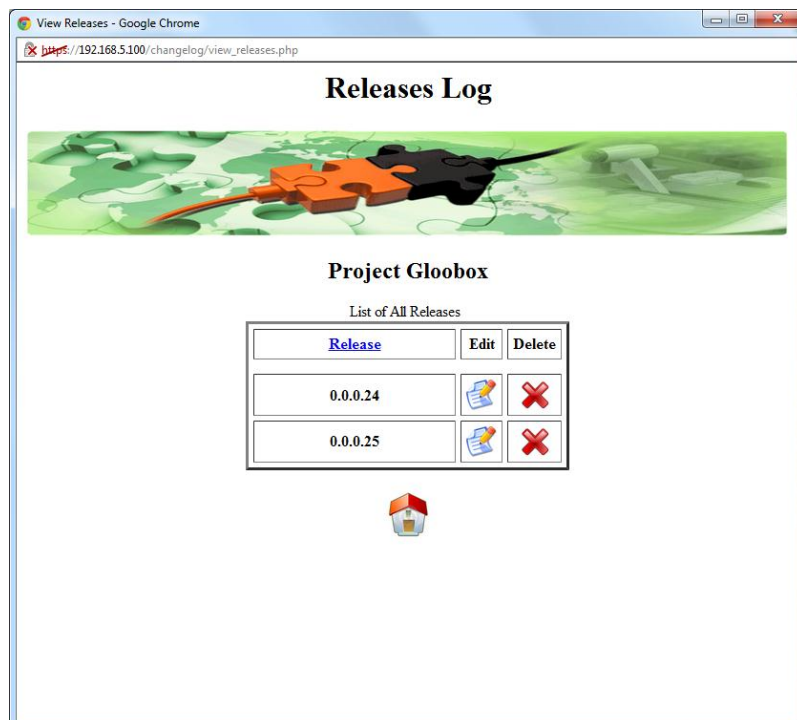 View Releases - Google Chrome
https://192.168.5.100/changelog/view_releases.php
Releases Log
Project Gloobox
List of All Releases
Release Edit Delete
0.0.0.24
0.0.0.25